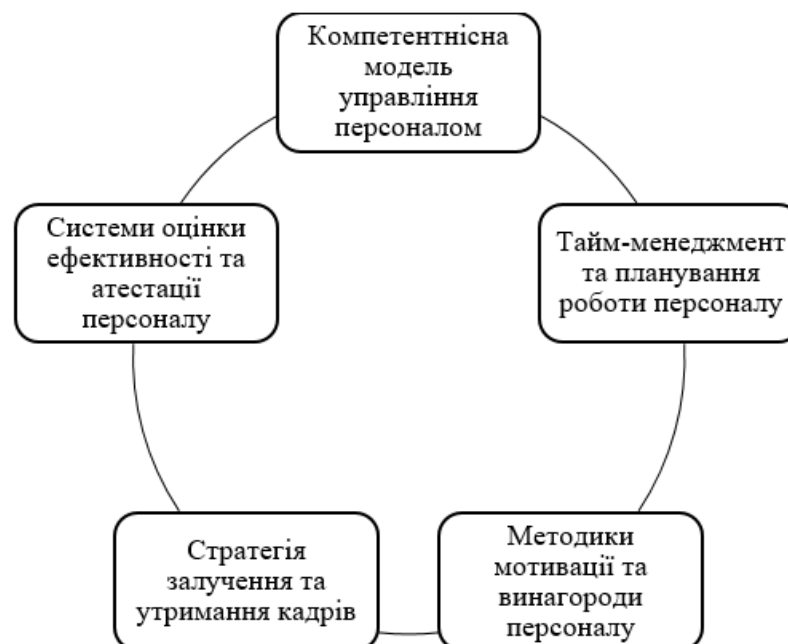 Компетентнісна
модель
управління
персоналом
Системи оцінки
ефективності та
атестації
персоналу
Тайм-менеджмент
та планування
роботи персоналу
Стратегія
залучення та
утримання кадрів
Методики
мотивації та
винагороди
персоналу